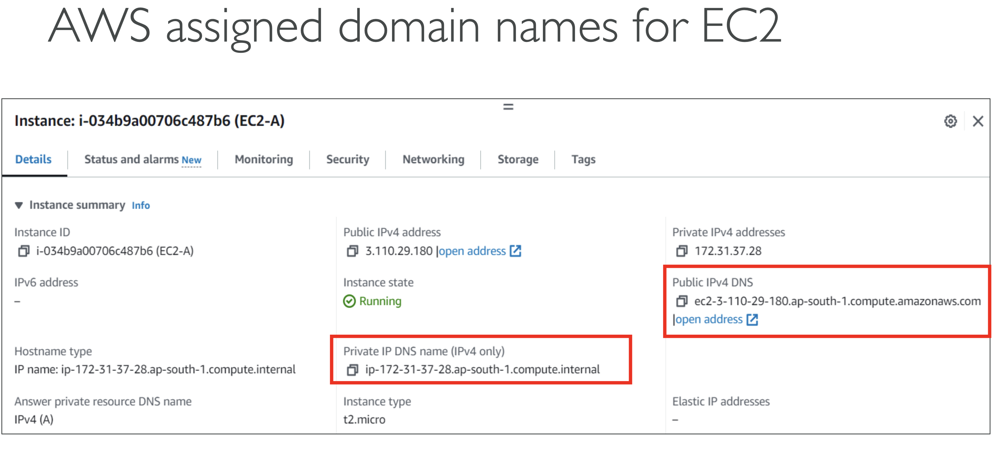 AWS assigned domain names for EC2
Instance: i-034b9a00706c487b6 (EC2-A)
Details
Status and alarms New
Monitoring
Security
Networking
Storage
Tags
Instance summary Info
Instance ID
i-034b9a00706c487b6 (EC2-A)
Public IPv4 address
3.110.29.180 |open address
Private IPv4 addresses
172.31.37.28
IPv6 address
–
Instance state
Running
Public IPv4 DNS
ec2-3-110-29-180.ap-south-1.compute.amazonaws.com
|open address
Hostname type
IP name: ip-172-31-37-28.ap-south-1.compute.internal
Private IP DNS name (IPv4 only)
ip-172-31-37-28.ap-south-1.compute.internal
Answer private resource DNS name
IPv4 (A)
Instance type
t2.micro
Elastic IP addresses
–